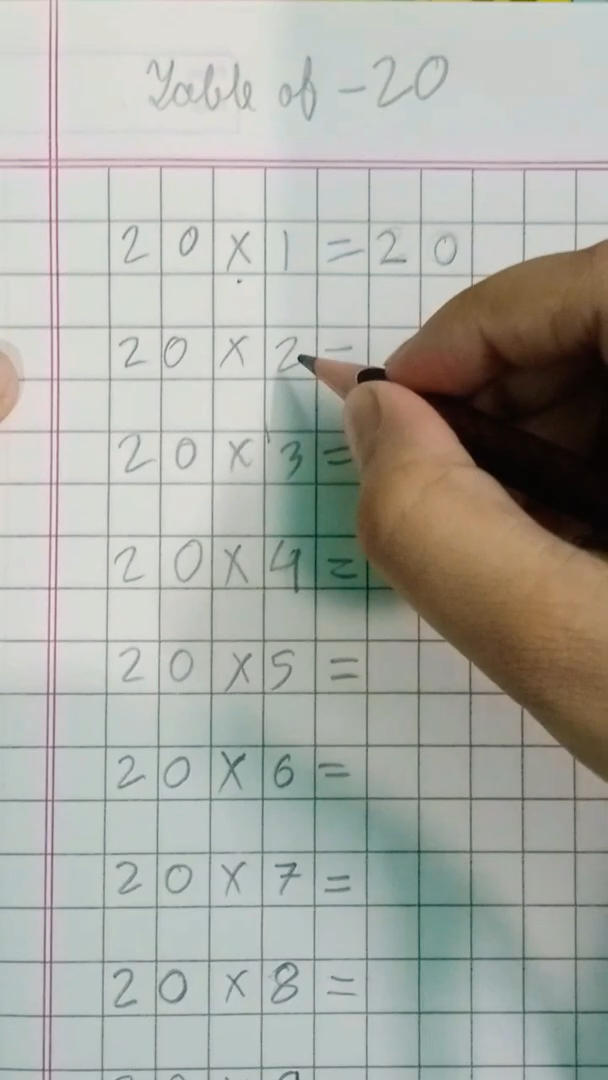 Table of - 20
20 × 1 = 20
20 × 2 =
20 × 3 =
20 × 4 =
20 × 5 =
20 × 6 =
20 × 7 =
20 × 8 =